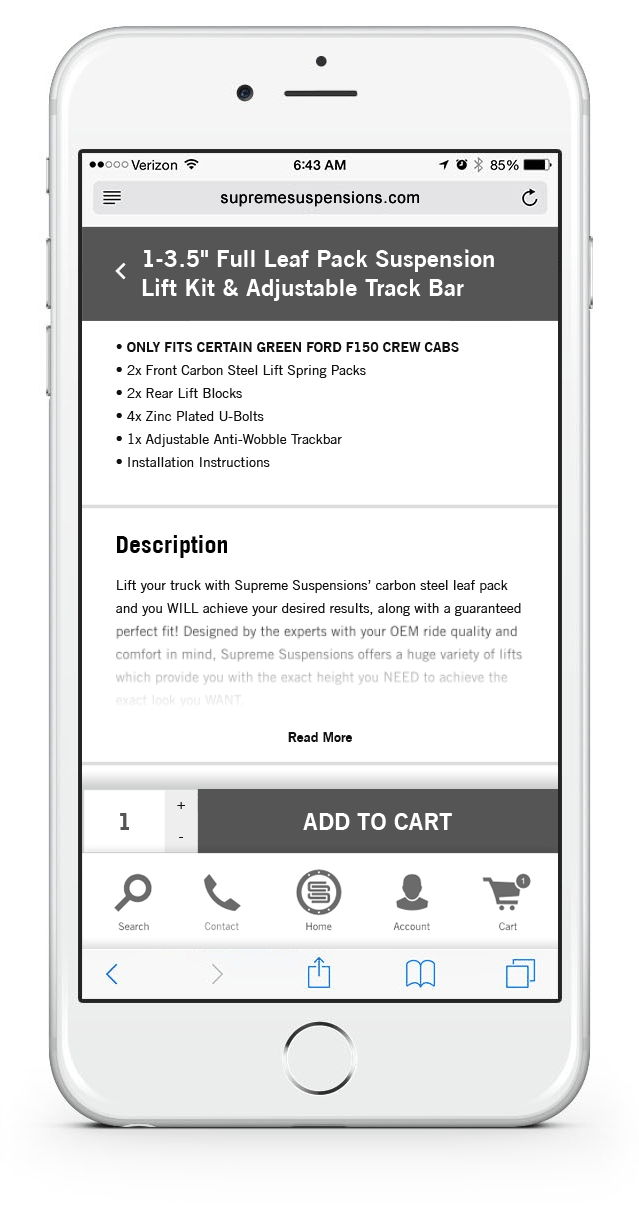 Verizon 6:43 AM 85%
supremesuspensions.com
1-3.5" Full Leaf Pack Suspension
Lift Kit & Adjustable Track Bar
• ONLY FITS CERTAIN GREEN FORD F150 CREW CABS
• 2x Front Carbon Steel Lift Spring Packs
• 2x Rear Lift Blocks
• 4x Zinc Plated U-Bolts
• 1x Adjustable Anti-Wobble Trackbar
• Installation Instructions
Description
Lift your truck with Supreme Suspensions’ carbon steel leaf pack
and you WILL achieve your desired results, along with a guaranteed
perfect fit! Designed by the experts with your OEM ride quality and
comfort in mind, Supreme Suspensions offers a huge variety of lifts
which provide you with the exact height you NEED to achieve the
exact look you WANT.
Read More
1 + - ADD TO CART
1
Search Contact Home Account Cart